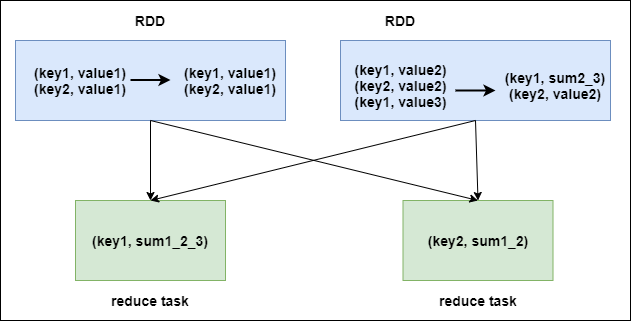 RDD
RDD
(key1, value1)
(key2, value1)
(key1, value1)
(key2, value1)
(key1, value2)
(key2, value2)
(key1, value3)
(key1, sum2_3)
(key2, value2)
(key1, sum1_2_3)
(key2, sum1_2)
reduce task
reduce task